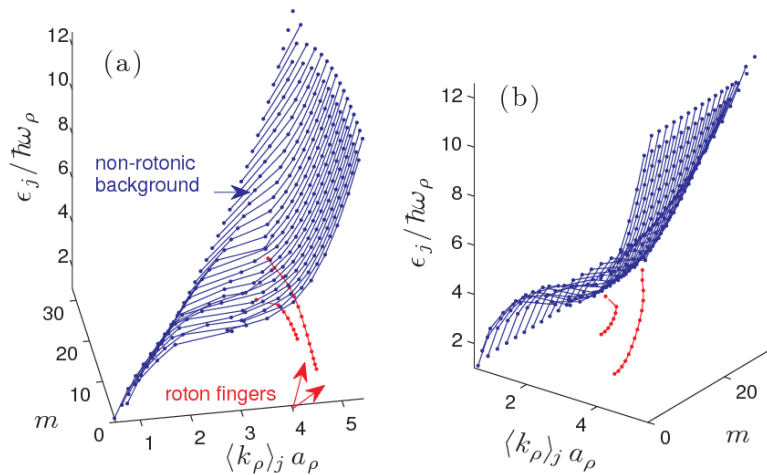 (a)
12
10
8
6
4
2
ϵ_j/ħω_ρ
non-rotonic
background
30
20
10
0
m
roton fingers
1
2
3
4
5
⟨k_ρ⟩_j a_ρ
(b)
12
10
8
6
4
2
ϵ_j/ħω_ρ
2
4
0
20
m
⟨k_ρ⟩_j a_ρ